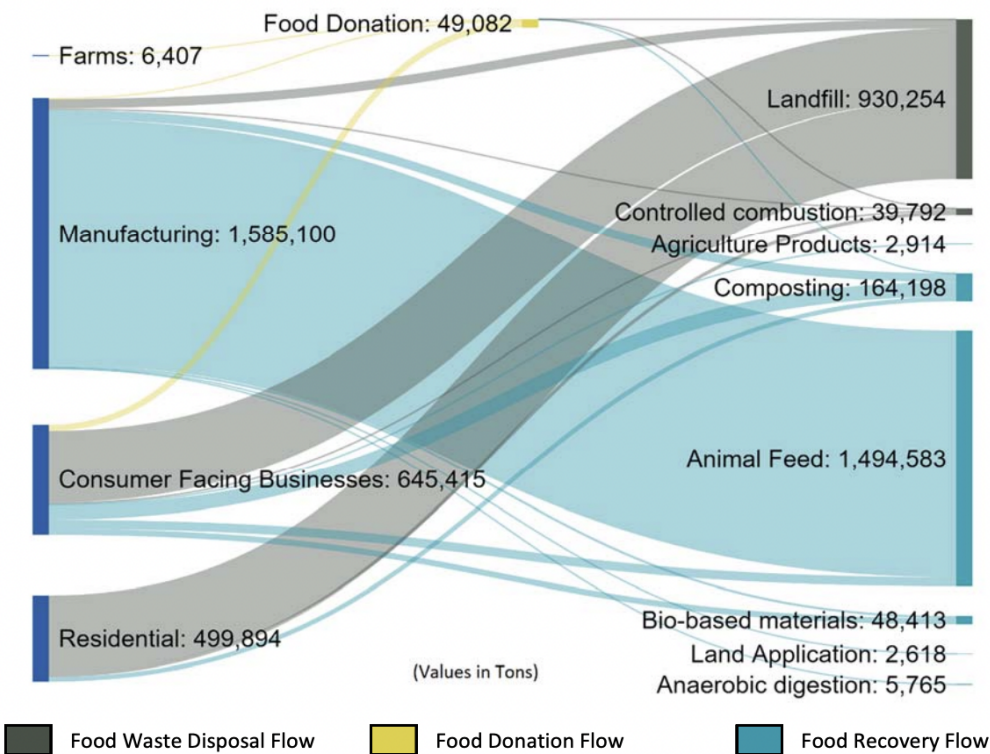 Food Donation: 49,082
Farms: 6,407
Landfill: 930,254
Controlled combustion: 39,792
Manufacturing: 1,585,100
Agriculture Products: 2,914
Composting: 164,198
Animal Feed: 1,494,583
Consumer Facing Businesses: 645,415
Bio-based materials: 48,413
Residential: 499,894
Land Application: 2,618
(Values in Tons)
Anaerobic digestion: 5,765
Food Waste Disposal Flow
Food Donation Flow
Food Recovery Flow